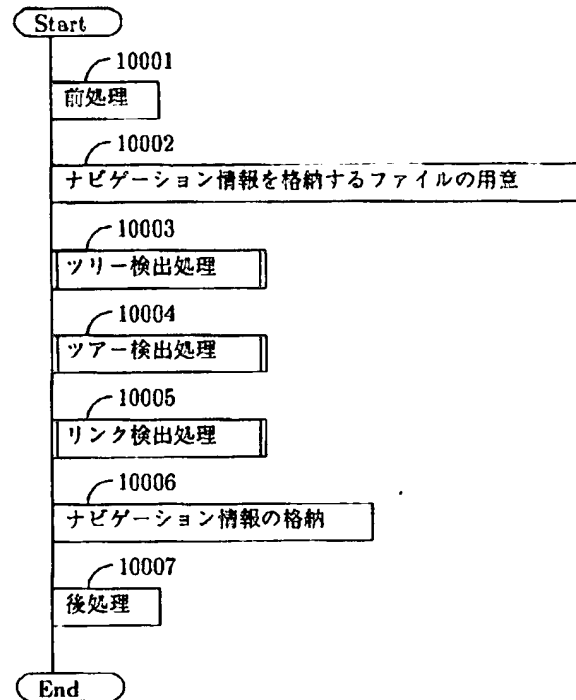 Start
10001
前処理
10002
ナビゲーション情報を格納するファイルの用意
10003
ツリー検出処理
10004
ツアー検出処理
10005
リンク検出処理
10006
ナビゲーション情報の格納
10007
後処理
End